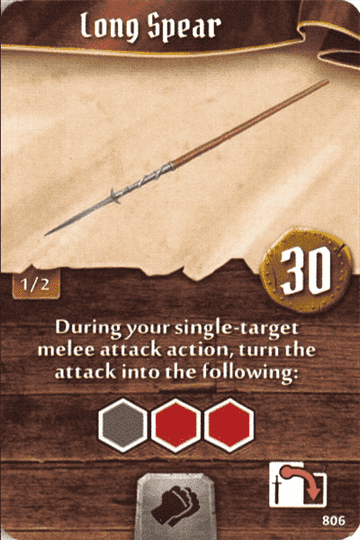 Long Spear
30
1/2
During your single-target
melee attack action, turn the
attack into the following:
806